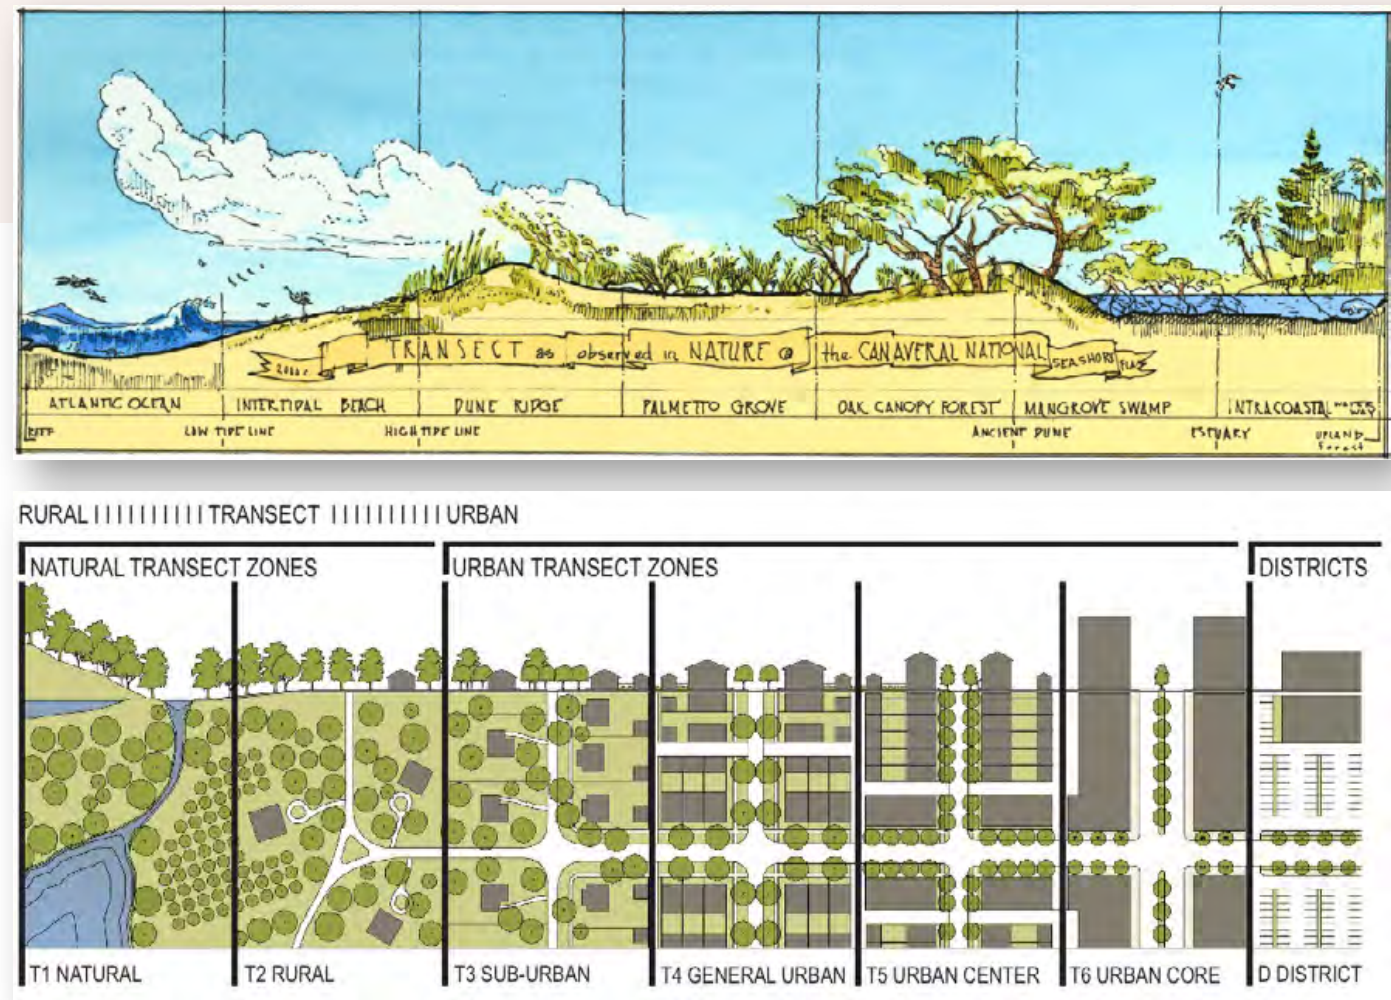 TRANSECT as observed in NATURE @ the CANAVERAL NATIONAL SEASHORE FLA
ATLANTIC OCEAN INTERTIDAL BEACH DUNE RIDGE PALMETTO GROVE OAK CANOPY FOREST MANGROVE SWAMP INTRACOASTAL
LOW TIDE LINE HIGH TIDE LINE ANCIENT DUNE ESTUARY UPLAND
Forest
RURAL IIIIIIIIII TRANSECT IIIIIIIIII URBAN
NATURAL TRANSECT ZONES URBAN TRANSECT ZONES DISTRICTS
T1 NATURAL T2 RURAL T3 SUB-URBAN T4 GENERAL URBAN T5 URBAN CENTER T6 URBAN CORE D DISTRICT